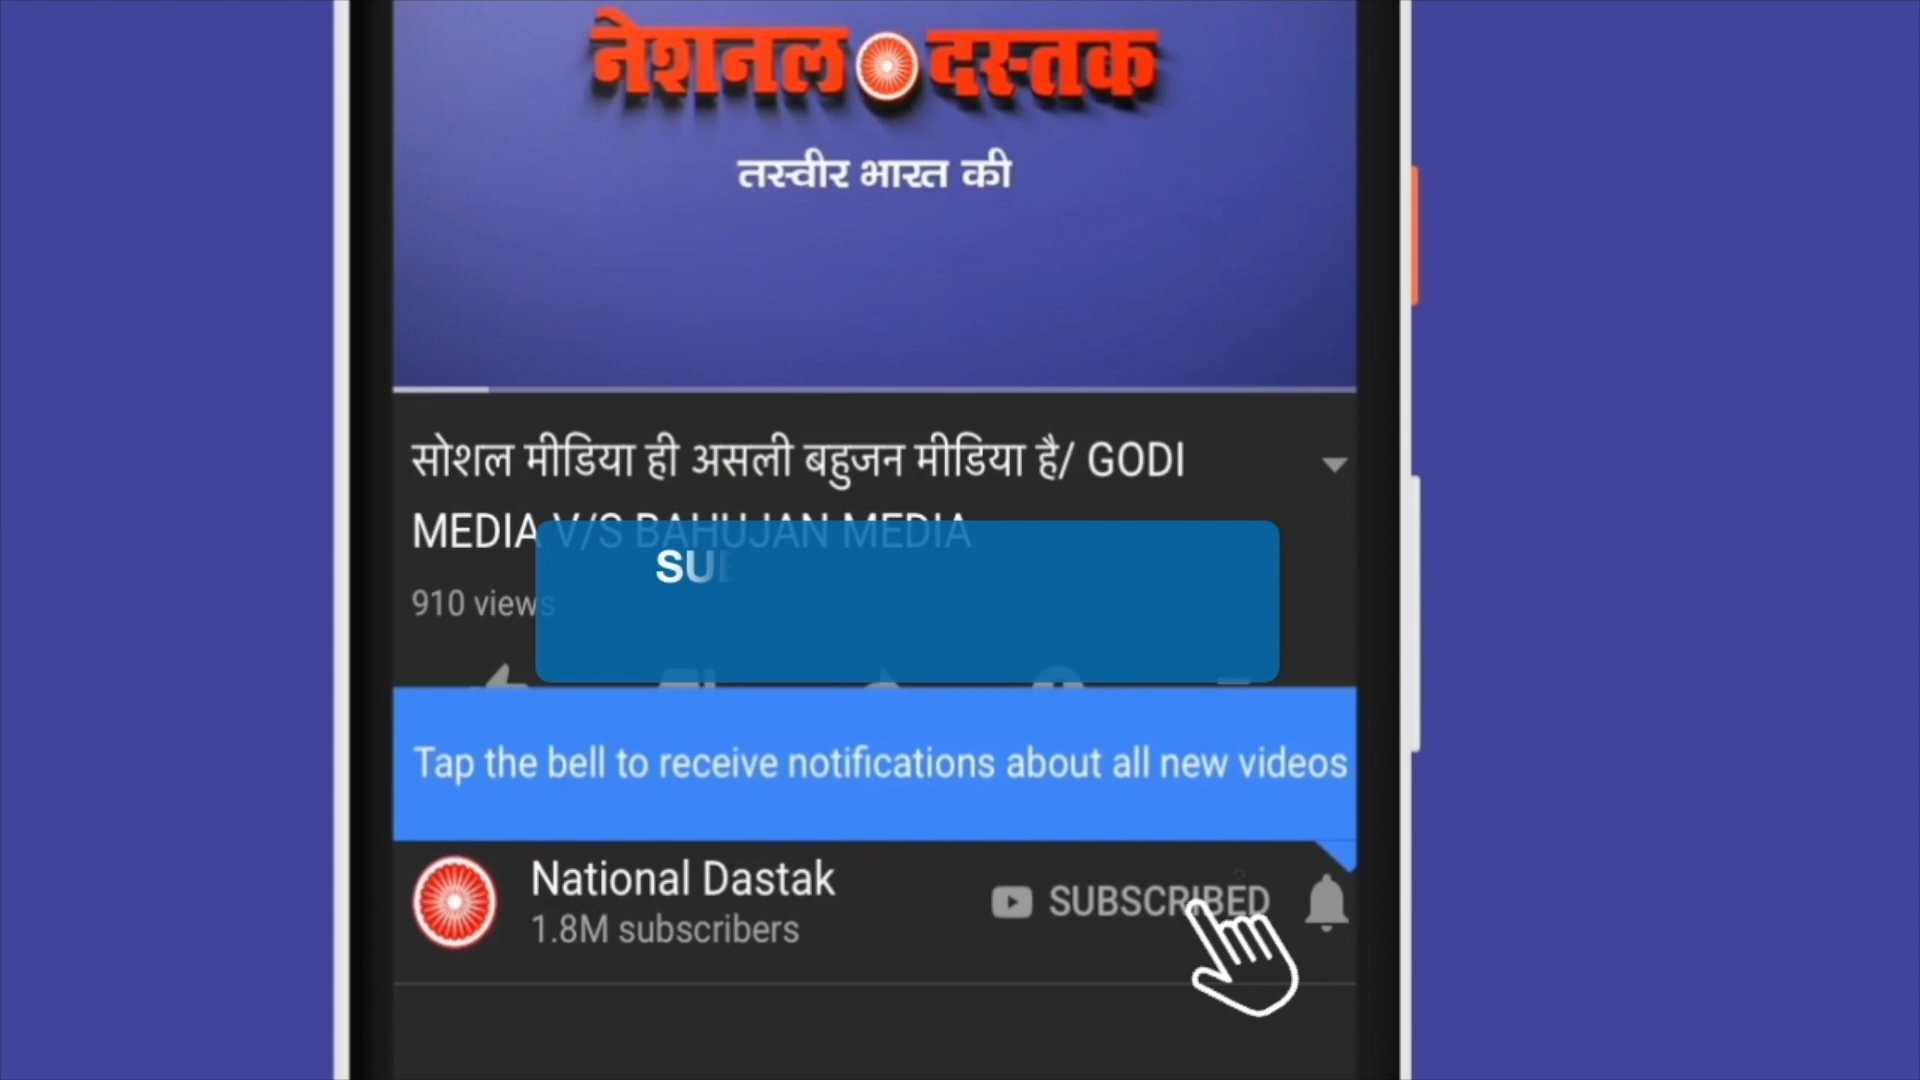 नेशनल दस्तक
तस्वीर भारत की
सोशल मीडिया ही असली बहुजन मीडिया है/ GODI
MEDIA V/S BAHUJAN MEDIA
SU
910 views
Tap the bell to receive notifications about all new videos
National Dastak
SUBSCRIBED
1.8M subscribers